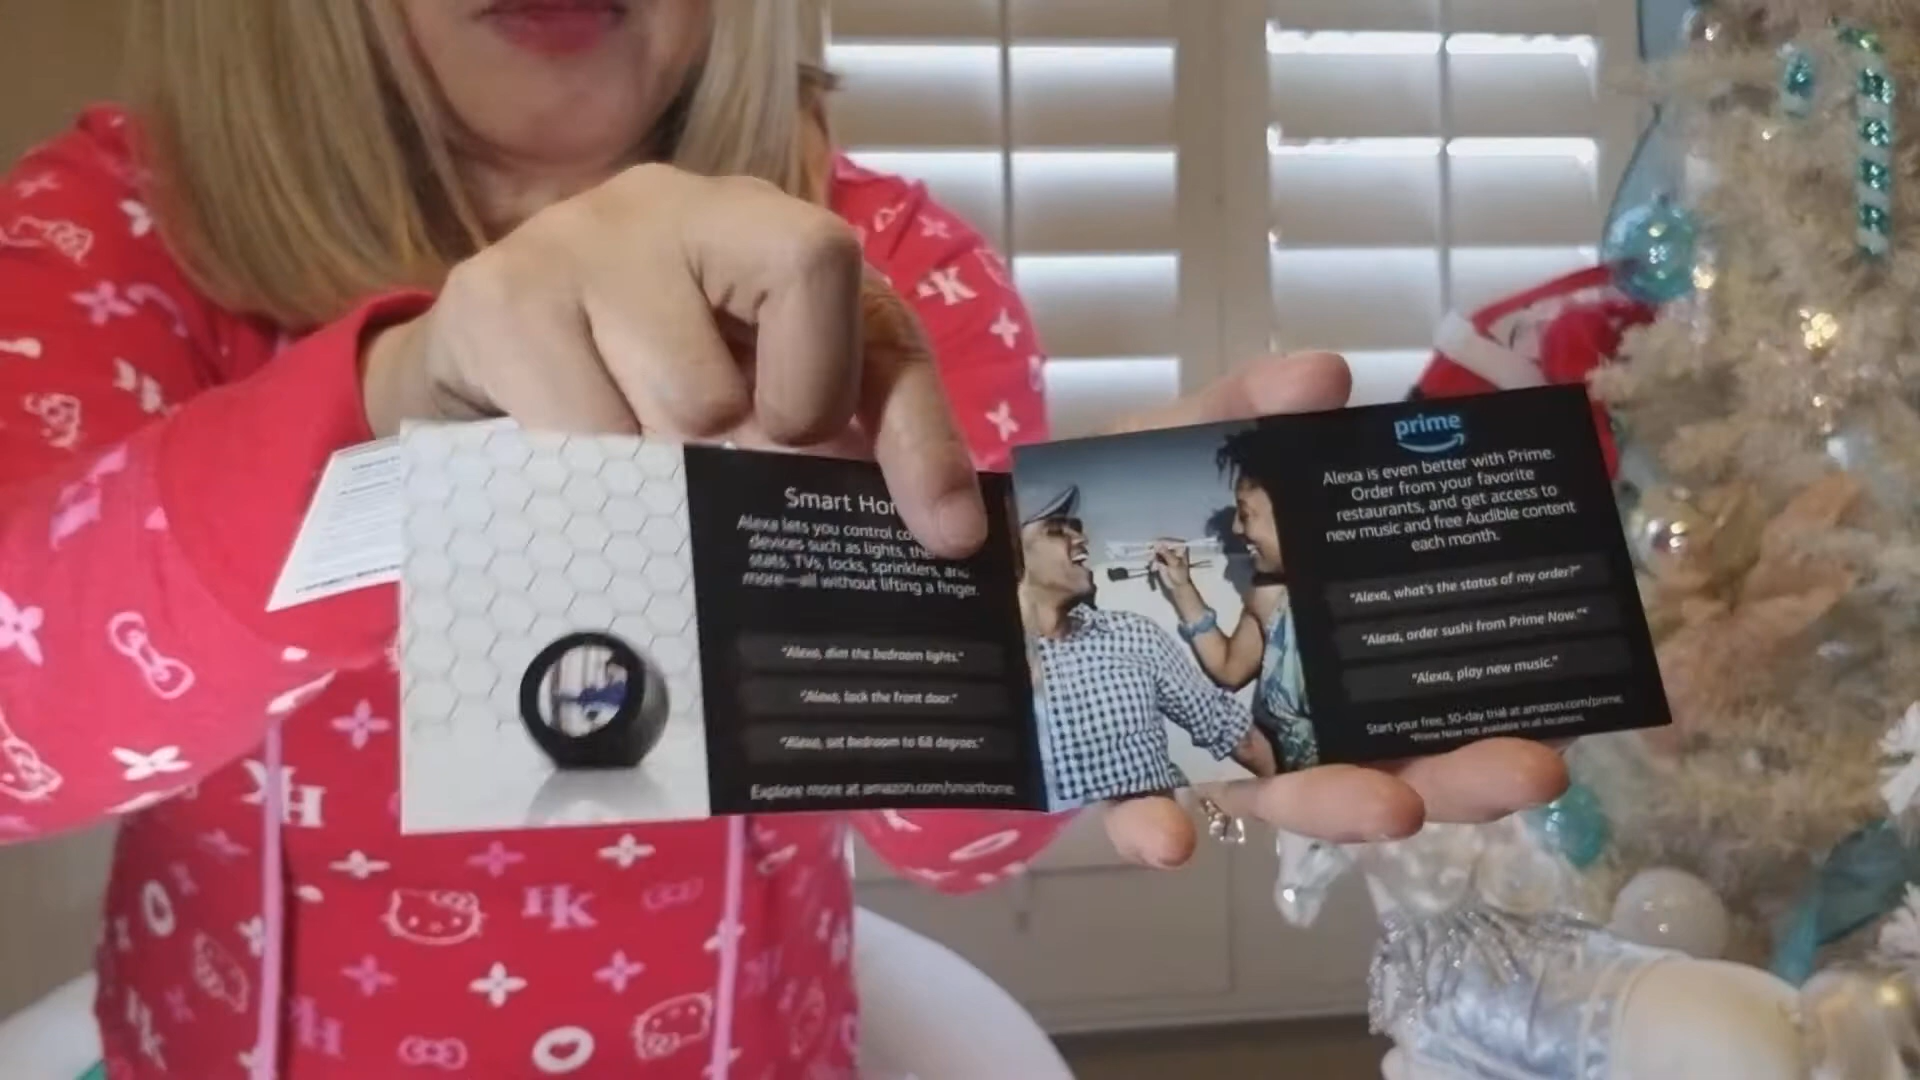 Smart Ho
Alexa lets you control co
devices such as lights, the
stats, TVs, locks, sprinklers, and
more—all without lifting a finger.
"Alexa, dim the bedroom lights."
"Alexa, lock the front door."
"Alexa, set bedroom to 68 degrees."
Explore more at amazon.com/smarthome.
prime
Alexa is even better with Prime.
Order from your favorite
restaurants, and get access to
new music and free Audible content
each month.
"Alexa, what's the status of my order?"
"Alexa, order sushi from Prime Now."*
"Alexa, play new music."
Start your free, 30-day trial at amazon.com/prime.
*Prime Now not available in all locations.
HK
HK